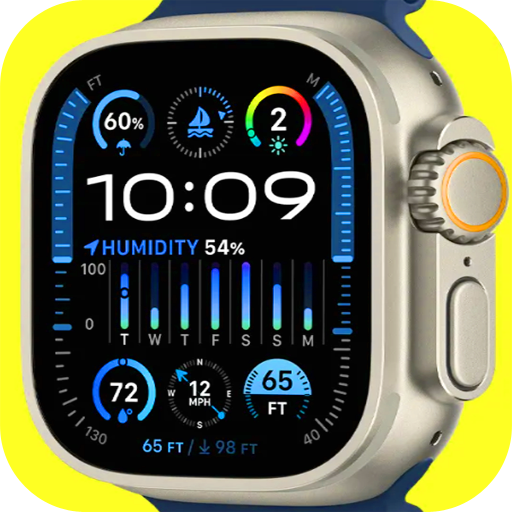 FT M
60% 2
10:09
HUMIDITY 54%
100
0
T W T F S S M
N
72 W 12 E 65
MPH FT
S
130 40
65 FT / 98 FT